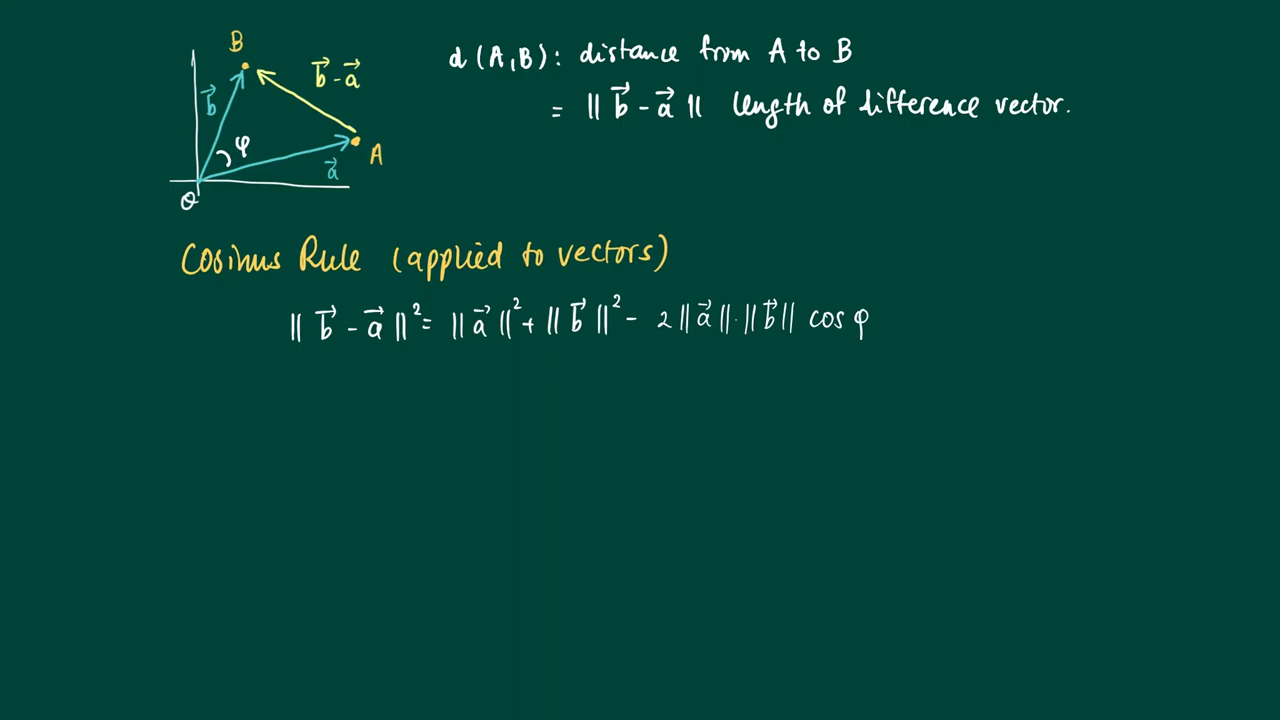 B
d (A,B) : distance from A to B
b⃗ - a⃗
b⃗
= || b⃗ - a⃗ || length of difference vector.
φ
A
a⃗
O
Cosinus Rule (applied to vectors)
|| b⃗ - a⃗ ||² = || a⃗ ||² + || b⃗ ||² - 2 || a⃗ || · || b⃗ || cos φ